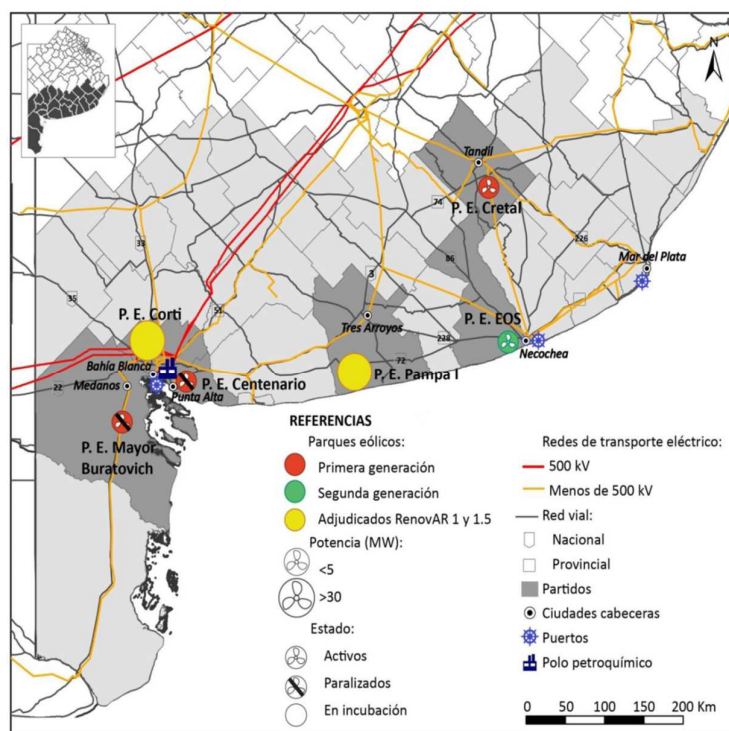 N
Tandil
P. E. Cretal
74
226
86
Mar del Plata
33
3
35
P. E. Corti
51
P. E. EOS
Tres Arroyos
228
Necochea
Bahía Blanca
72
P. E. Pampa I
22
Medanos
P. E. Centenario
Punta Alta
P. E. Mayor
Buratovich
REFERENCIAS
Parques eólicos:
Primera generación
Segunda generación
Adjudicados RenovAR 1 y 1.5
Potencia (MW):
<5
>30
Estado:
Activos
Paralizados
En incubación
Redes de transporte eléctrico:
500 kV
Menos de 500 kV
Red vial:
Nacional
Provincial
Partidos
Ciudades cabeceras
Puertos
Polo petroquímico
0 50 100 150 200 Km